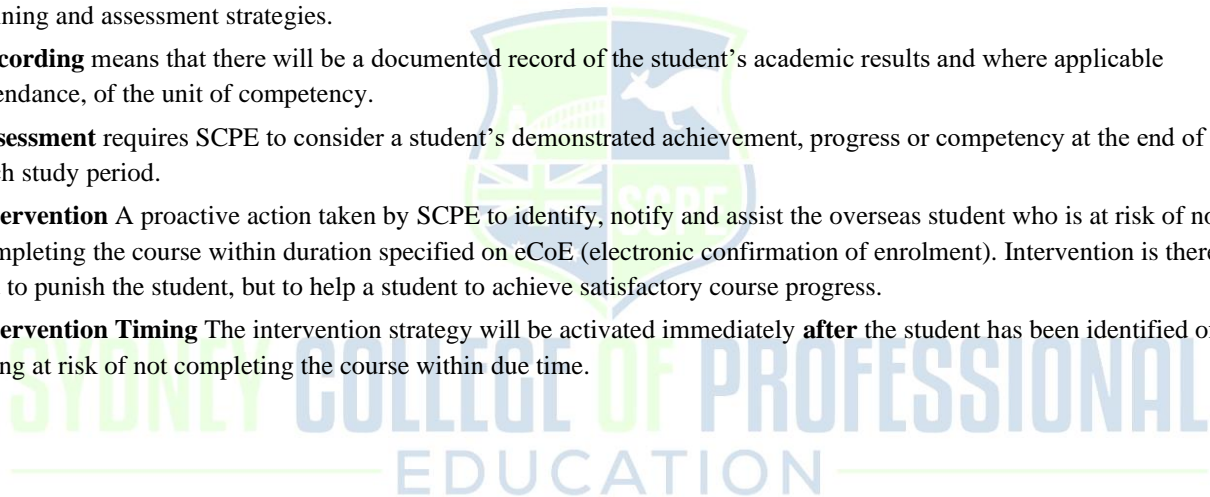 ning and assessment strategies.
cording means that there will be a documented record of the student's academic results and where applicable
endance, of the unit of competency.
sessment requires SCPE to consider a student's demonstrated achievement, progress or competency at the end of
ch study period.
ervention A proactive action taken by SCPE to identify, notify and assist the overseas student who is at risk of no
mpleting the course within duration specified on eCoE (electronic confirmation of enrolment). Intervention is there
to punish the student, but to help a student to achieve satisfactory course progress.
ervention Timing The intervention strategy will be activated immediately after the student has been identified of
ng at risk of not completing the course within due time.
SCPE
SYDNEY COLLEGE OF PROFESSIONAL
EDUCATION